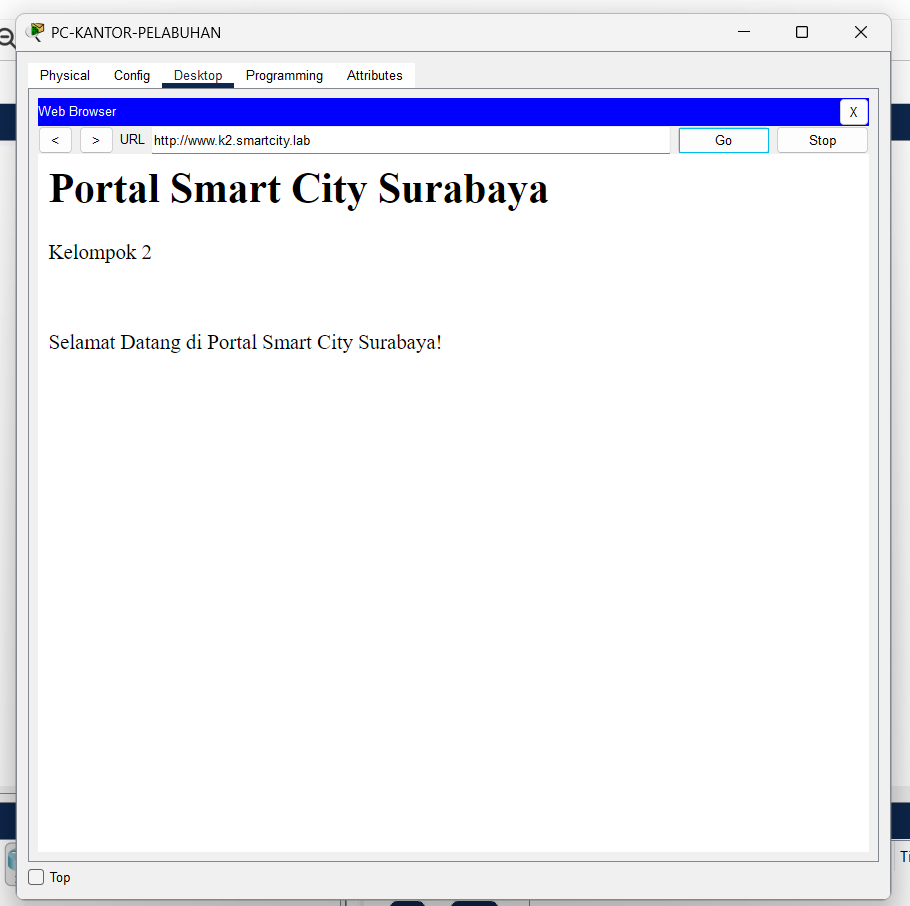 PC-KANTOR-PELABUHAN
Physical Config Desktop Programming Attributes
Web Browser X
< > URL http://www.k2.smartcity.lab Go Stop
Portal Smart City Surabaya
Kelompok 2
Selamat Datang di Portal Smart City Surabaya!
Top